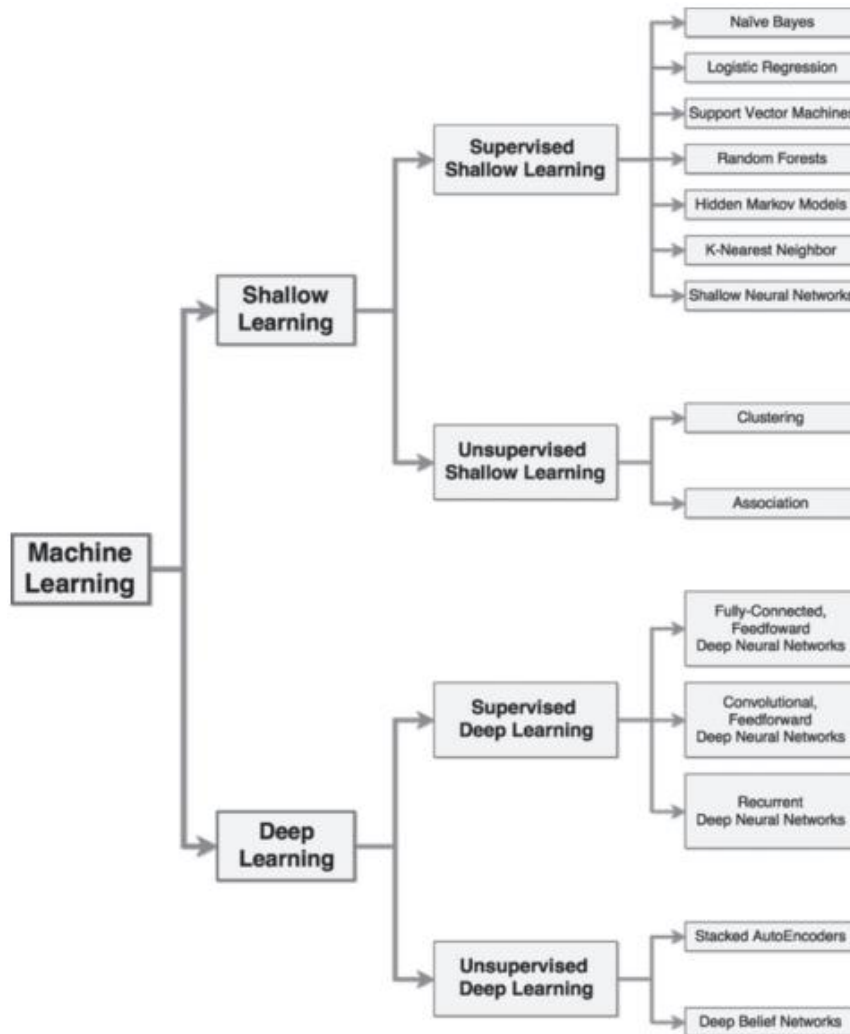 Naïve Bayes
Logistic Regression
Support Vector Machines
Supervised
Shallow Learning
Random Forests
Hidden Markov Models
K-Nearest Neighbor
Shallow Neural Networks
Shallow
Learning
Clustering
Unsupervised
Shallow Learning
Association
Machine
Learning
Fully-Connected,
Feedfoward
Deep Neural Networks
Supervised
Deep Learning
Convolutional,
Feedforward
Deep Neural Networks
Recurrent
Deep Neural Networks
Deep
Learning
Stacked AutoEncoders
Unsupervised
Deep Learning
Deep Belief Networks